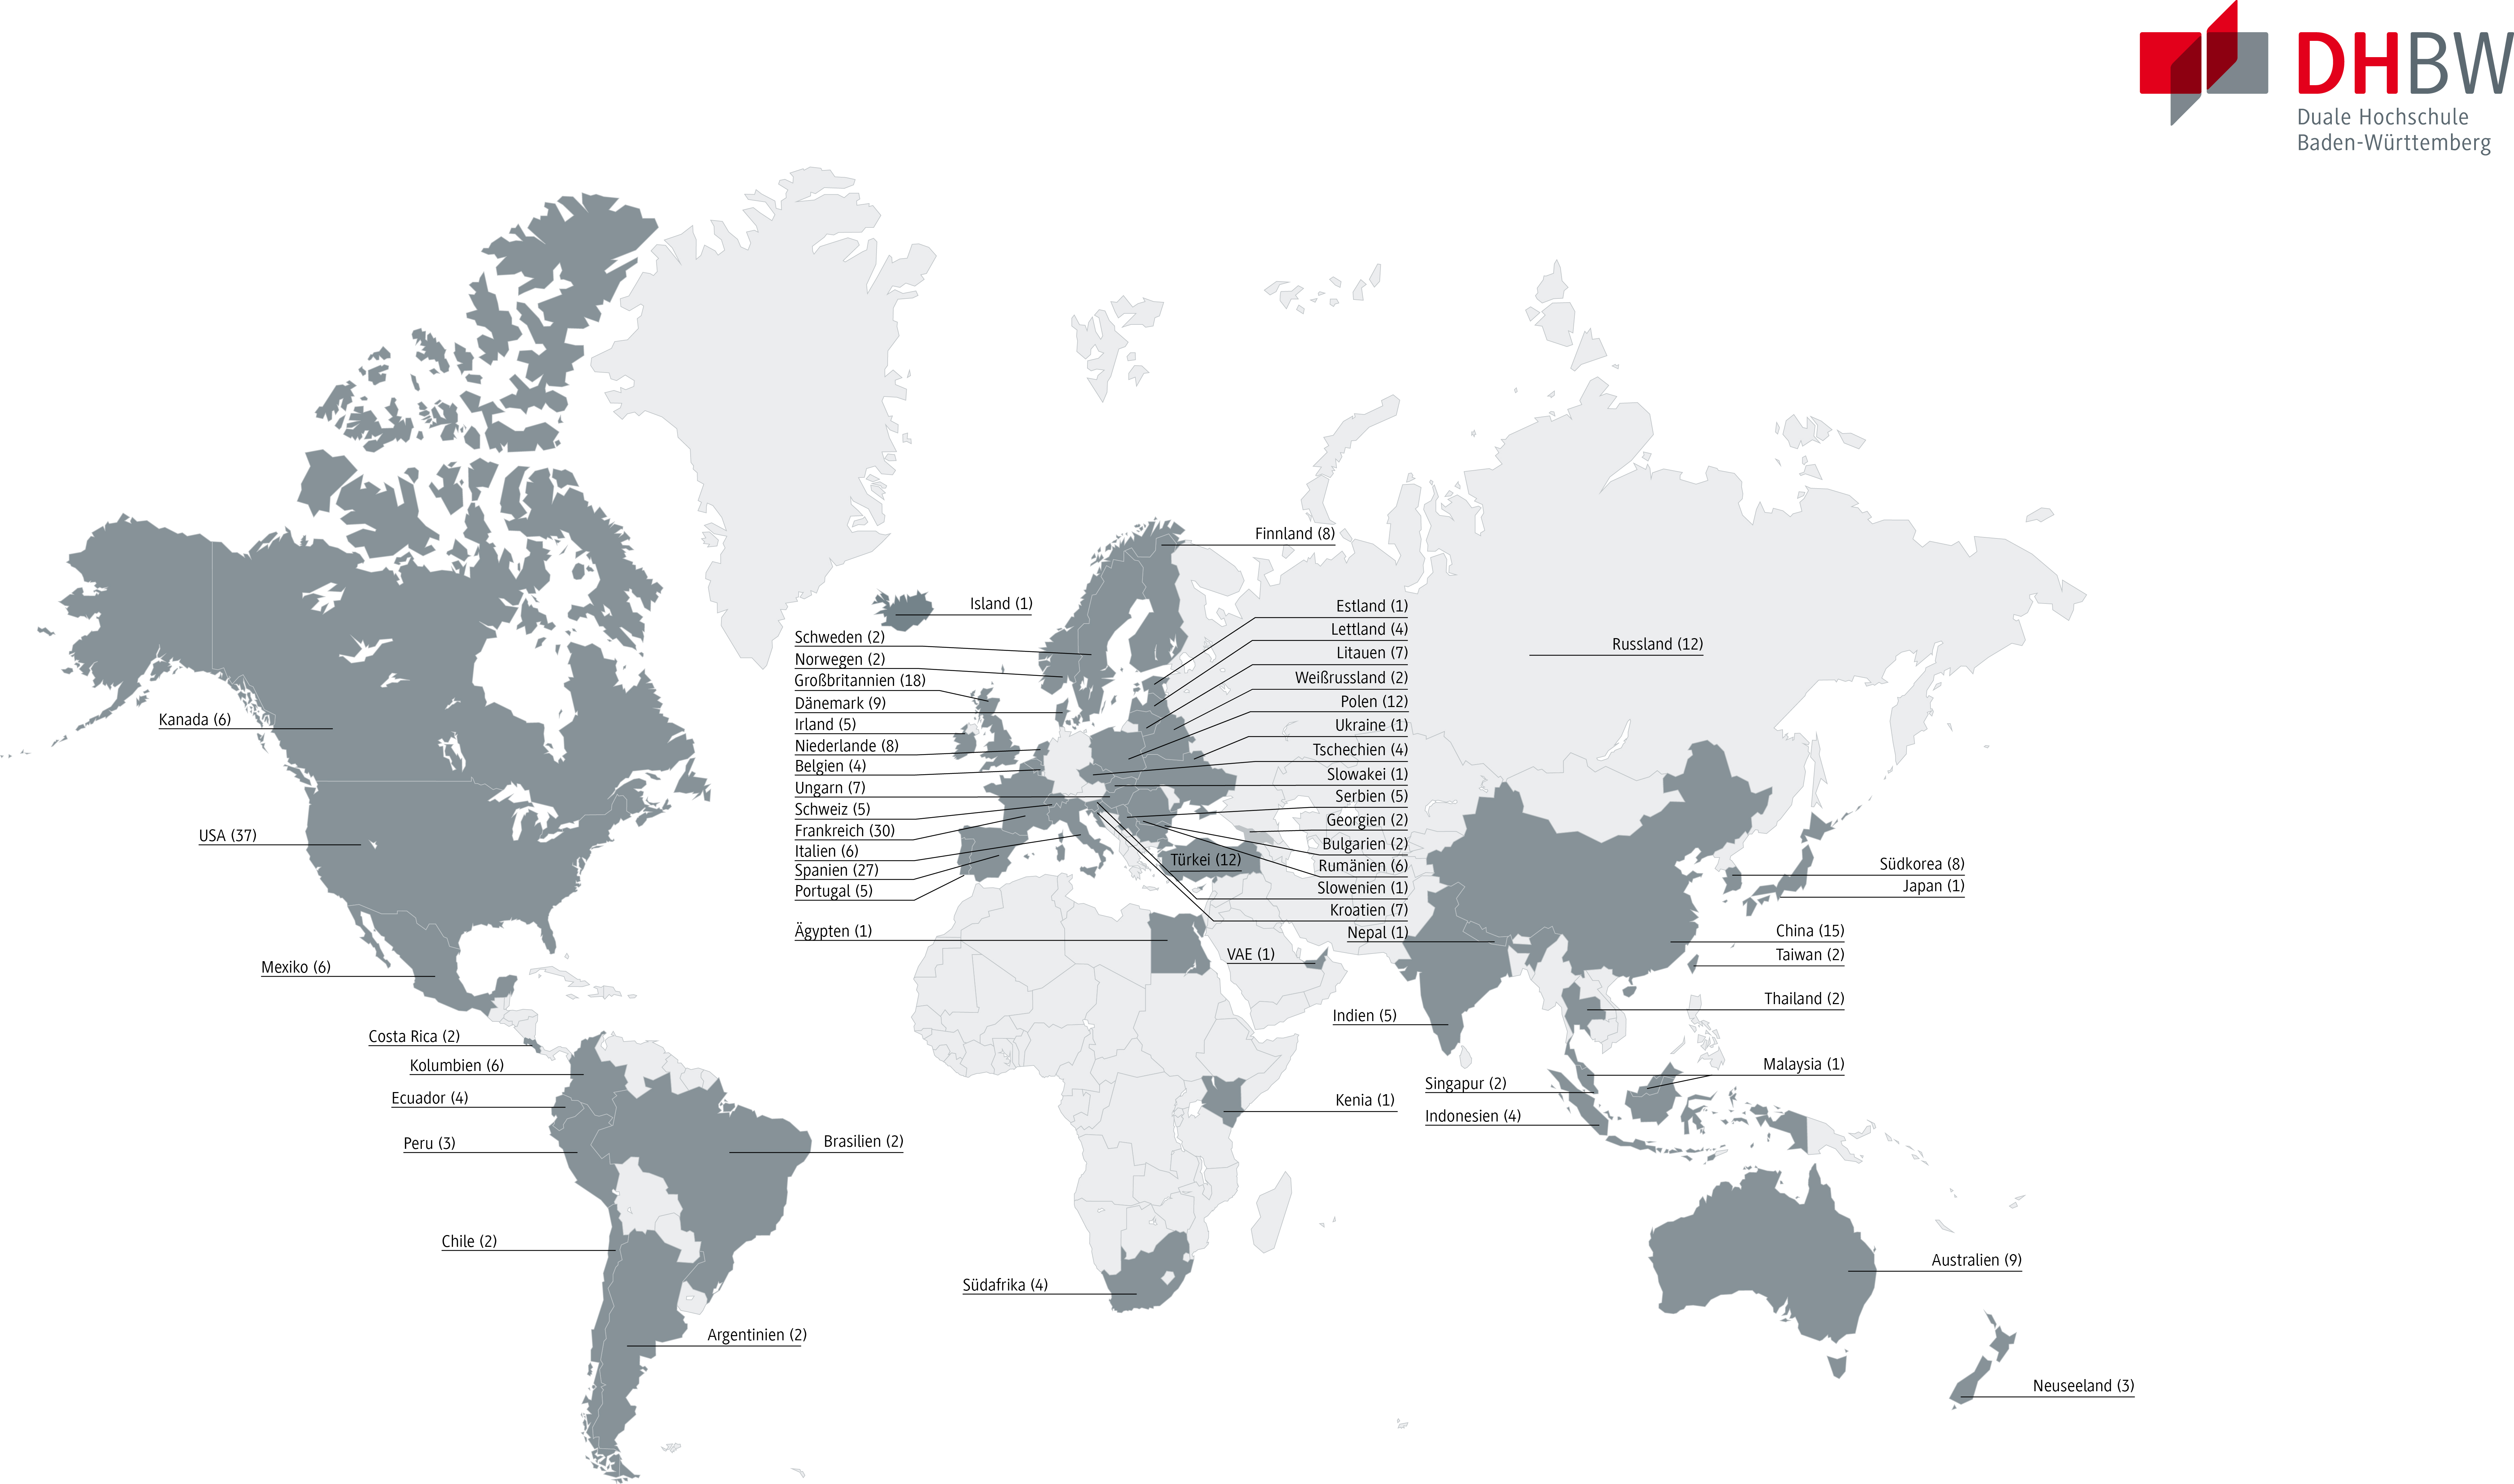 DHBW
Duale Hochschule
Baden-Württemberg
Finnland (8)
Island (1)
Schweden (2)
Norwegen (2)
Großbritannien (18)
Dänemark (9)
Irland (5)
Niederlande (8)
Belgien (4)
Ungarn (7)
Schweiz (5)
Frankreich (30)
Italien (6)
Spanien (27)
Portugal (5)
Ägypten (1)
Estland (1)
Lettland (4)
Litauen (7)
Weißrussland (2)
Polen (12)
Ukraine (1)
Tschechien (4)
Slowakei (1)
Serbien (5)
Georgien (2)
Bulgarien (2)
Rumänien (6)
Slowenien (1)
Kroatien (7)
Nepal (1)
Türkei (12)
VAE (1)
Russland (12)
Kanada (6)
USA (37)
Mexiko (6)
Costa Rica (2)
Kolumbien (6)
Ecuador (4)
Peru (3)
Brasilien (2)
Chile (2)
Argentinien (2)
Südafrika (4)
Kenia (1)
Indien (5)
Südkorea (8)
Japan (1)
China (15)
Taiwan (2)
Thailand (2)
Malaysia (1)
Singapur (2)
Indonesien (4)
Australien (9)
Neuseeland (3)